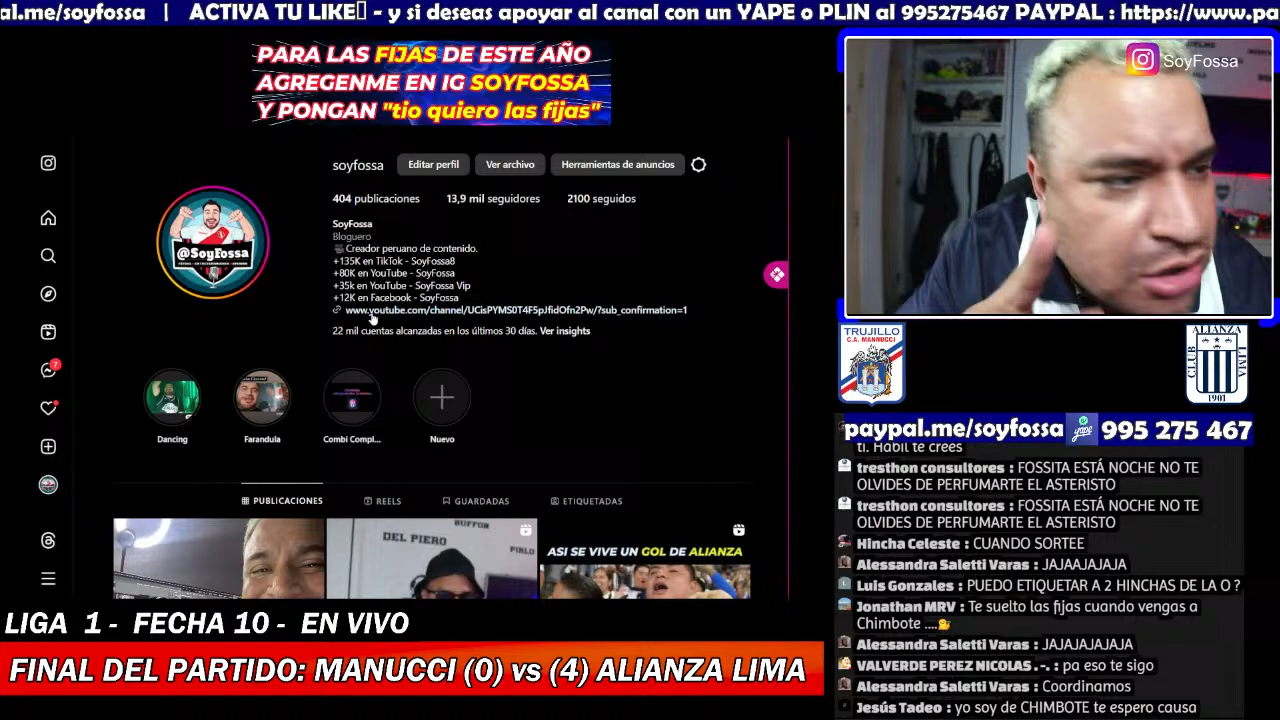 al.me/soyfossa | ACTIVA TU LIKE - y si deseas apoyar al canal con un YAPE o PLIN al 995275467 PAYPAL : https://www.pa
PARA LAS FIJAS DE ESTE AÑO
AGREGENME EN IG SOYFOSSA
Y PONGAN "tio quiero las fijas"
SoyFossa
soyfossa Editar perfil Ver archivo Herramientas de anuncios
404 publicaciones 13,9 mil seguidores 2100 seguidos
SoyFossa
Bloguero
Creador peruano de contenido.
+135K en TikTok - SoyFossa8
+80K en YouTube - SoyFossa
+35k en YouTube - SoyFossa Vip
+12K en Facebook - SoyFossa
www.youtube.com/channel/UCisPYMS0T4F5pJfidOfn2Pw/?sub_confirmation=1
22 mil cuentas alcanzadas en los últimos 30 días. Ver insights
@SoyFossa
7
Dancing Farandula Combi Compl... Nuevo
PUBLICACIONES REELS GUARDADAS ETIQUETADAS
BUFFON
DEL PIERO
PIRLO
ASI SE VIVE UN GOL DE ALIANZA
TRUJILLO
C.A. MANNUCCI
CLUB ALIANZA LIMA
1901
paypal.me/soyfossa yape 995 275 467
ti. Habil te crees
tresthon consultores : FOSSITA ESTÁ NOCHE NO TE
OLVIDES DE PERFUMARTE EL ASTERISTO
tresthon consultores : FOSSITA ESTÁ NOCHE NO TE
OLVIDES DE PERFUMARTE EL ASTERISTO
Hincha Celeste : CUANDO SORTEE
Alessandra Saletti Varas : JAJAAJAJAJA
Luis Gonzales : PUEDO ETIQUETAR A 2 HINCHAS DE LA O ?
Jonathan MRV : Te suelto las fijas cuando vengas a
Chimbote ....
Alessandra Saletti Varas : JAJAJAJAJAJA
VALVERDE PEREZ NICOLAS . -. : pa eso te sigo
Alessandra Saletti Varas : Coordinamos
Jesús Tadeo : yo soy de CHIMBOTE te espero causa
LIGA 1 - FECHA 10 - EN VIVO
FINAL DEL PARTIDO: MANUCCI (0) vs (4) ALIANZA LIMA